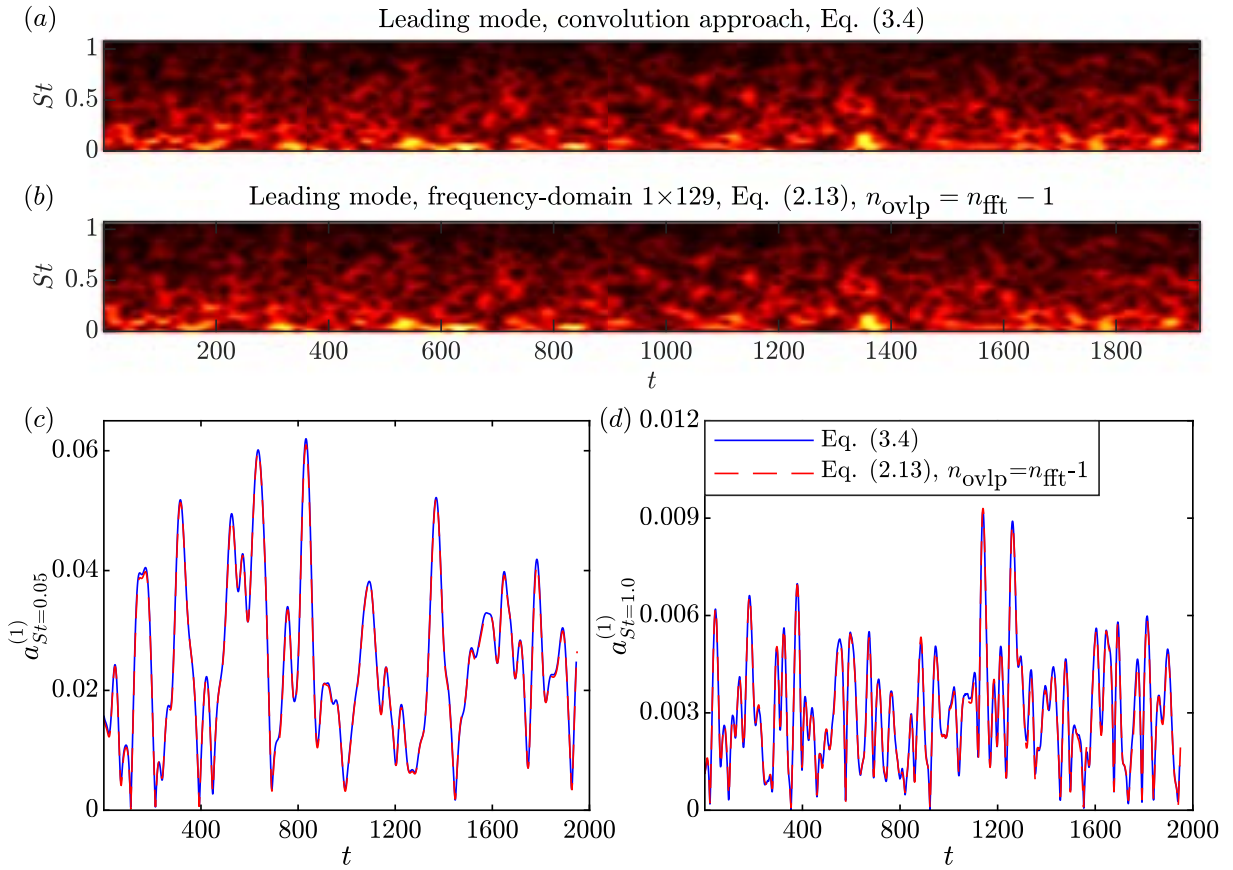 (a) Leading mode, convolution approach, Eq. (3.4)
1
St 0.5
0
(b) Leading mode, frequency-domain 1×129, Eq. (2.13), n_ovlp = n_fft − 1
1
St 0.5
0
200 400 600 800 1000 1200 1400 1600 1800
t
(c)
0.06
0.04
a^(1)_St=0.05
0.02
0
400 800 1200 1600 2000
t
(d)
0.012
Eq. (3.4)
Eq. (2.13), n_ovlp=n_fft-1
0.009
0.006
a^(1)_St=1.0
0.003
0
400 800 1200 1600 2000
t